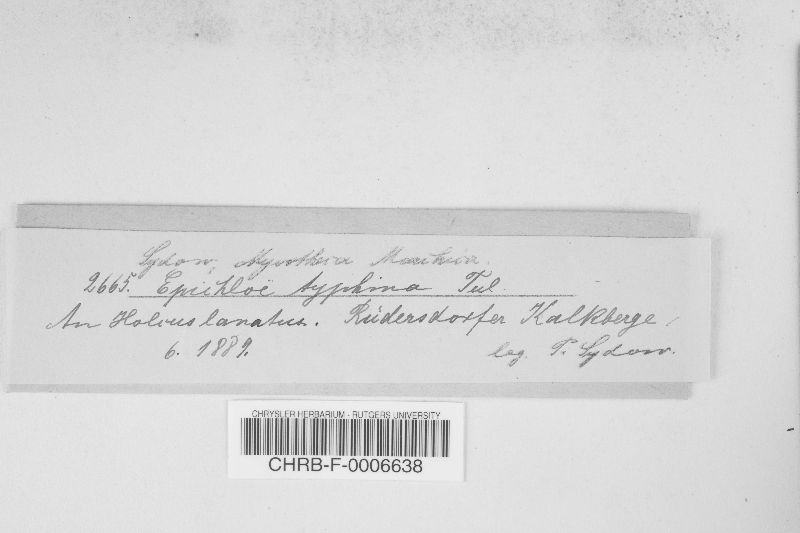 Sydow, Mycotheca Marchica.
2665. Epichloë typhina Tul.
An Holcus lanatus. Rüdersdorfer Kalkberge,
6. 1889. leg. P. Sydow.
CHRYSLER HERBARIUM - RUTGERS UNIVERSITY
CHRB-F-0006638